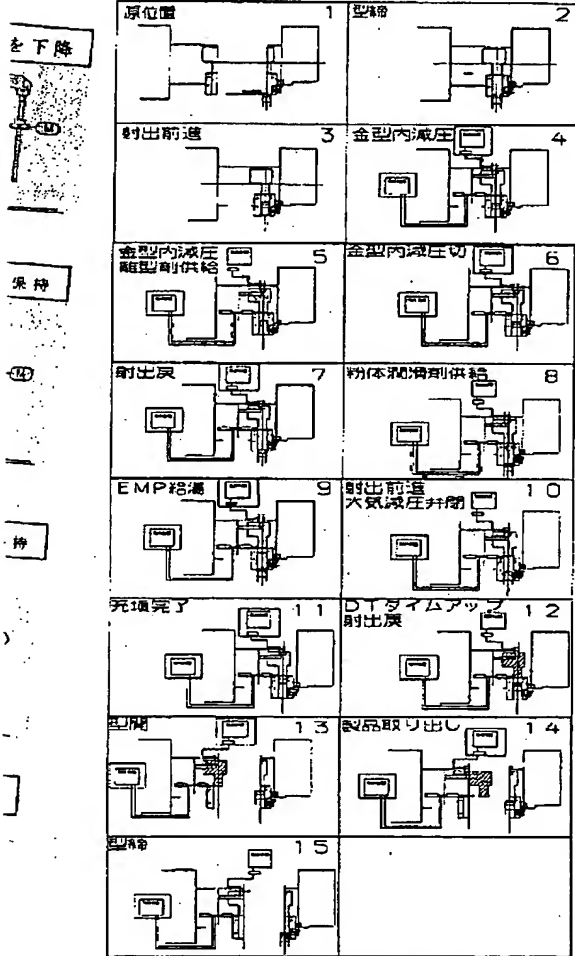 を下降
M
保持
M
持
原位置 1
型締 2
射出前進 3
金型内減圧 4
金型内減圧 5
離型剤供給
金型内減圧切 6
射出戻 7
粉体潤滑剤供給 8
EMP給湯 9
射出前進 10
大気減圧弁閉
充填完了 11
DTタイムアップ 12
射出戻
型開 13
製品取り出し 14
型締 15